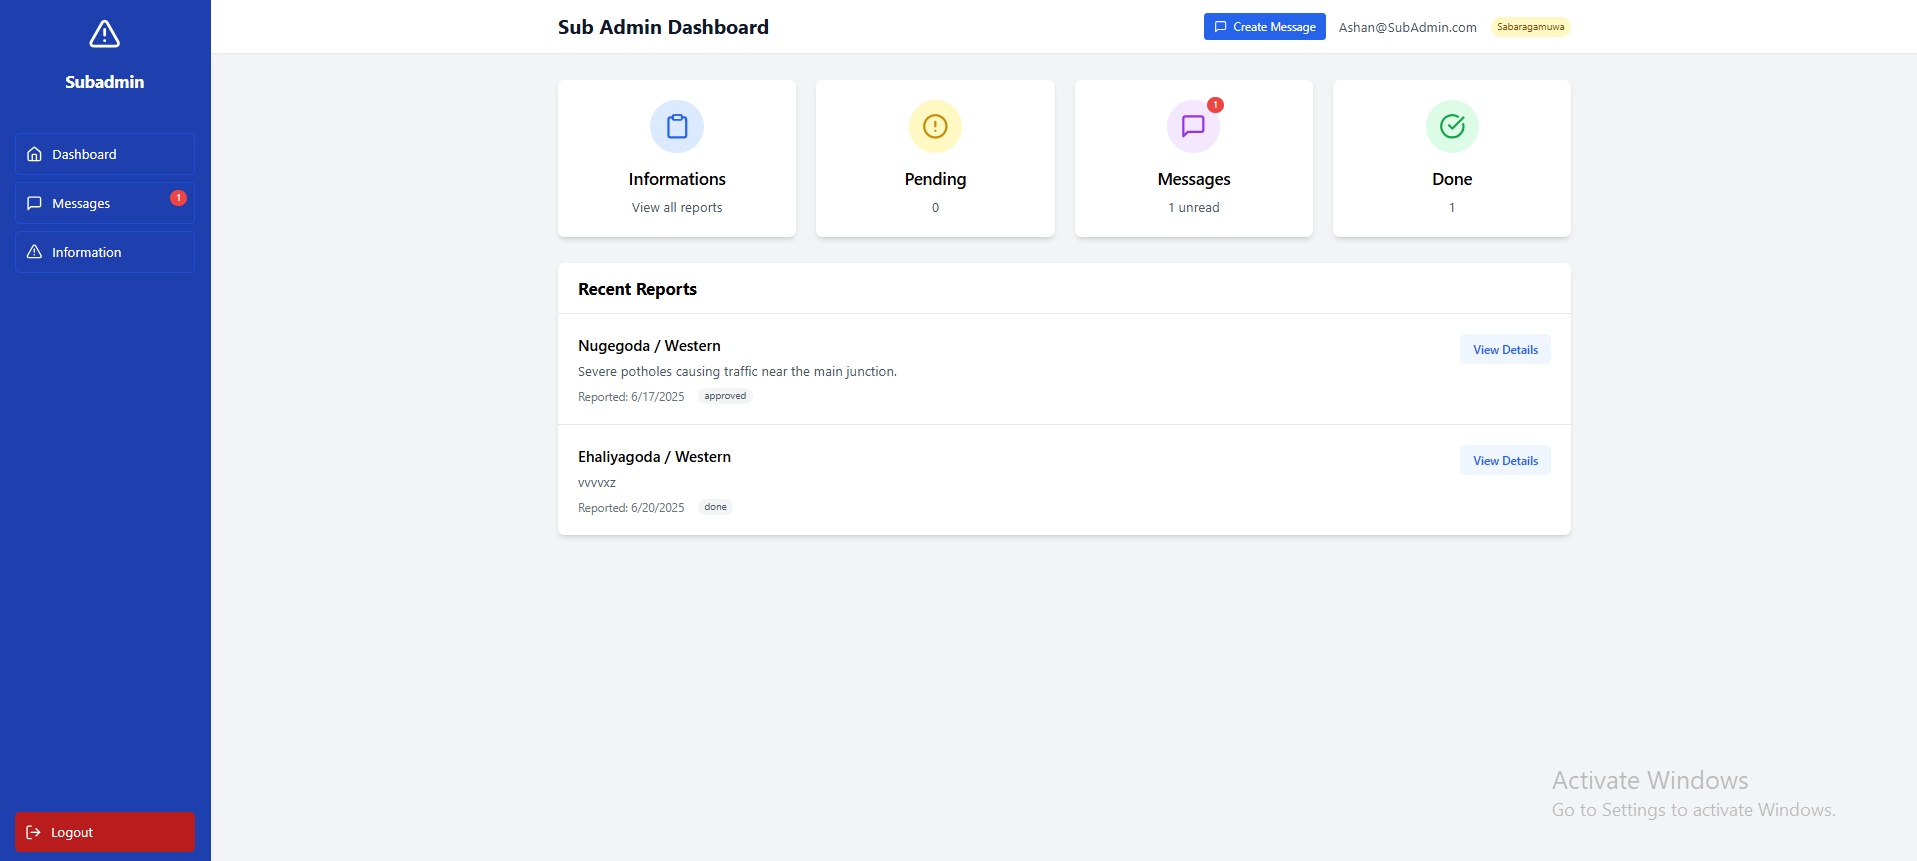 Subadmin
Dashboard
Messages 1
Information
Logout
Sub Admin Dashboard
Create Message
Ashan@SubAdmin.com
Sabaragamuwa
Informations
View all reports
Pending
0
1
Messages
1 unread
Done
1
Recent Reports
Nugegoda / Western
View Details
Severe potholes causing traffic near the main junction.
Reported: 6/17/2025 approved
Ehaliyagoda / Western
View Details
vvvvxz
Reported: 6/20/2025 done
Activate Windows
Go to Settings to activate Windows.